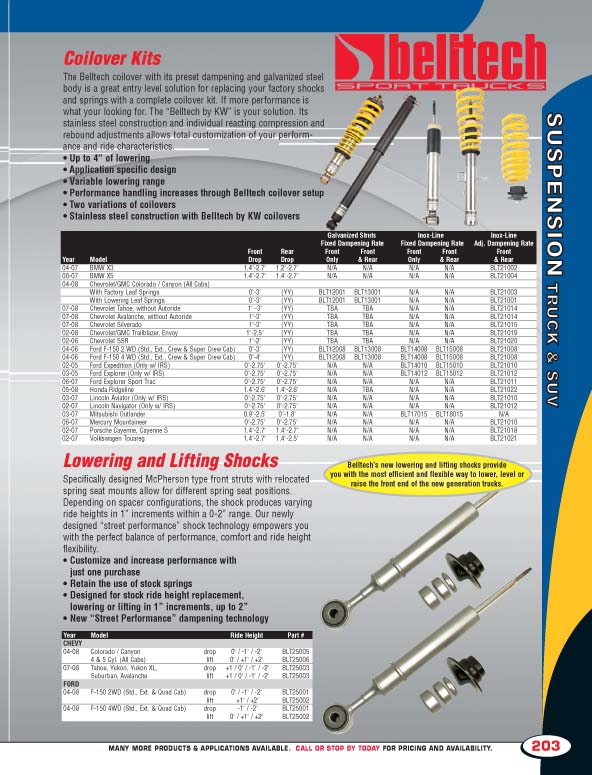 Coilover Kits
The Belltech coilover with its preset dampening and galvanized steel
body is a great entry level solution for replacing your factory shocks
and springs with a complete coilover kit. If more performance is
what your looking for. The "Belltech by KW" is your solution. Its
stainless steel construction and individual reacting compression and
rebound adjustments allows total customization of your perform-
ance and ride characteristics.
• Up to 4" of lowering
• Application specific design
• Variable lowering range
• Performance handling increases through Belltech coilover setup
• Two variations of coilovers
• Stainless steel construction with Belltech by KW coilovers
belltech
SPORT TRUCKS
SUSPENSION TRUCK & SUV
Galvanized Struts Inox-Line Inox-Line
Fixed Dampening Rate Fixed Dampening Rate Adj. Dampening Rate
Front Rear Front Front Front Front Front
Year Model Drop Drop Only & Rear Only & Rear & Rear
04-07 BMW X3 1.4"-2.7" 1.2"-2.7" N/A N/A N/A N/A BLT21002
00-07 BMW X5 1.4"-2.7" 1.4"-2.7" N/A N/A N/A N/A BLT21004
04-08 Chevrolet/GMC Colorado / Canyon (All Cabs)
With Factory Leaf Springs 0"-3" (YY) BLT12001 BLT13001 N/A N/A BLT21003
With Lowering Leaf Springs 0"-3" (YY) BLT12001 BLT13001 N/A N/A BLT21001
07-08 Chevrolet Tahoe, without Autoride 1"-3" (YY) TBA TBA N/A N/A BLT21014
07-08 Chevrolet Avalanche, without Autoride 1"-3" (YY) TBA TBA N/A N/A BLT21014
07-08 Chevrolet Silverado 1"-3" (YY) TBA TBA N/A N/A BLT21015
02-08 Chevrolet/GMC Trailblazer, Envoy 1"-2.5" (YY) TBA TBA N/A N/A BLT21019
02-06 Chevrolet SSR 1"-2" (YY) TBA TBA N/A N/A BLT21020
04-06 Ford F-150 2 WD (Std., Ext., Crew & Super Drew Cab) 0"-3" (YY) BLT12008 BLT13008 BLT14008 BLT15008 BLT21008
04-06 Ford F-150 4 WD (Std., Ext., Crew & Super Crew Cab) 0"-4" (YY) BLT12008 BLT13008 BLT14008 BLT15008 BLT21008
02-05 Ford Expedition (Only w/ IRS) 0"-2.75" 0"-2.75" N/A N/A BLT14010 BLT15010 BLT21010
03-05 Ford Explorer (Only w/ IRS) 0"-2.75" 0"-2.75" N/A N/A BLT14012 BLT15012 BLT21012
06-07 Ford Explorer Sport Trac 0"-2.75" 0"-2.75" N/A N/A N/A N/A BLT21011
05-08 Honda Ridgeline 1.4"-2.6" 1.4"-2.6" N/A TBA N/A N/A BLT21022
03-07 Lincoln Aviator (Only w/ IRS) 0"-2.75" 0"-2.75" N/A N/A N/A N/A BLT21010
02-07 Lincoln Navigator (Only w/ IRS) 0"-2.75" 0"-2.75" N/A N/A N/A N/A BLT21012
03-07 Mitsubishi Outlander 0.9"-2.5" 0"-1.8" N/A N/A BLT17015 BLT18015 N/A
06-07 Mercury Mountaineer 0"-2.75" 0"-2.75" N/A N/A N/A N/A BLT21010
02-07 Porsche Cayenne, Cayenne S 1.4"-2.7" 1.4"-2.7" N/A N/A N/A N/A BLT21018
02-07 Volkswagen Touareg 1.4"-2.7" 1.4"-2.5" N/A N/A N/A N/A BLT21021
Lowering and Lifting Shocks
Specifically designed McPherson type front struts with relocated
spring seat mounts allow for different spring seat positions.
Depending on spacer configurations, the shock produces varying
ride heights in 1" increments within a 0-2" range. Our newly
designed "street performance" shock technology empowers you
with the perfect balance of performance, comfort and ride height
flexibility.
• Customize and increase performance with
just one purchase
• Retain the use of stock springs
• Designed for stock ride height replacement,
lowering or lifting in 1" increments, up to 2"
• New "Street Performance" dampening technology
Belltech's new lowering and lifting shocks provide
you with the most efficient and flexible way to lower, level or
raise the front end of the new generation trucks.
Year Model Ride Height Part #
CHEVY
04-08 Colorado / Canyon drop 0" / -1" / -2" BLT25005
4 & 5 Cyl. (All Cabs) lift 0" / +1" / +2" BLT25006
07-08 Tahoe, Yukon, Yukon XL, drop +1 / 0" / -1" / -2" BLT25003
Suburban, Avalanche lift +1 / 0" / -1" / -2" BLT25003
FORD
04-08 F-150 2WD (Std., Ext. & Quad Cab) drop 0" / -1" / -2" BLT25001
lift +1" / +2" BLT25002
04-08 F-150 4WD (Std., Ext. & Quad Cab) drop -1" / -2" BLT25001
lift 0" / +1" / +2" BLT25002
MANY MORE PRODUCTS & APPLICATIONS AVAILABLE. CALL OR STOP BY TODAY FOR PRICING AND AVAILABILITY.
203